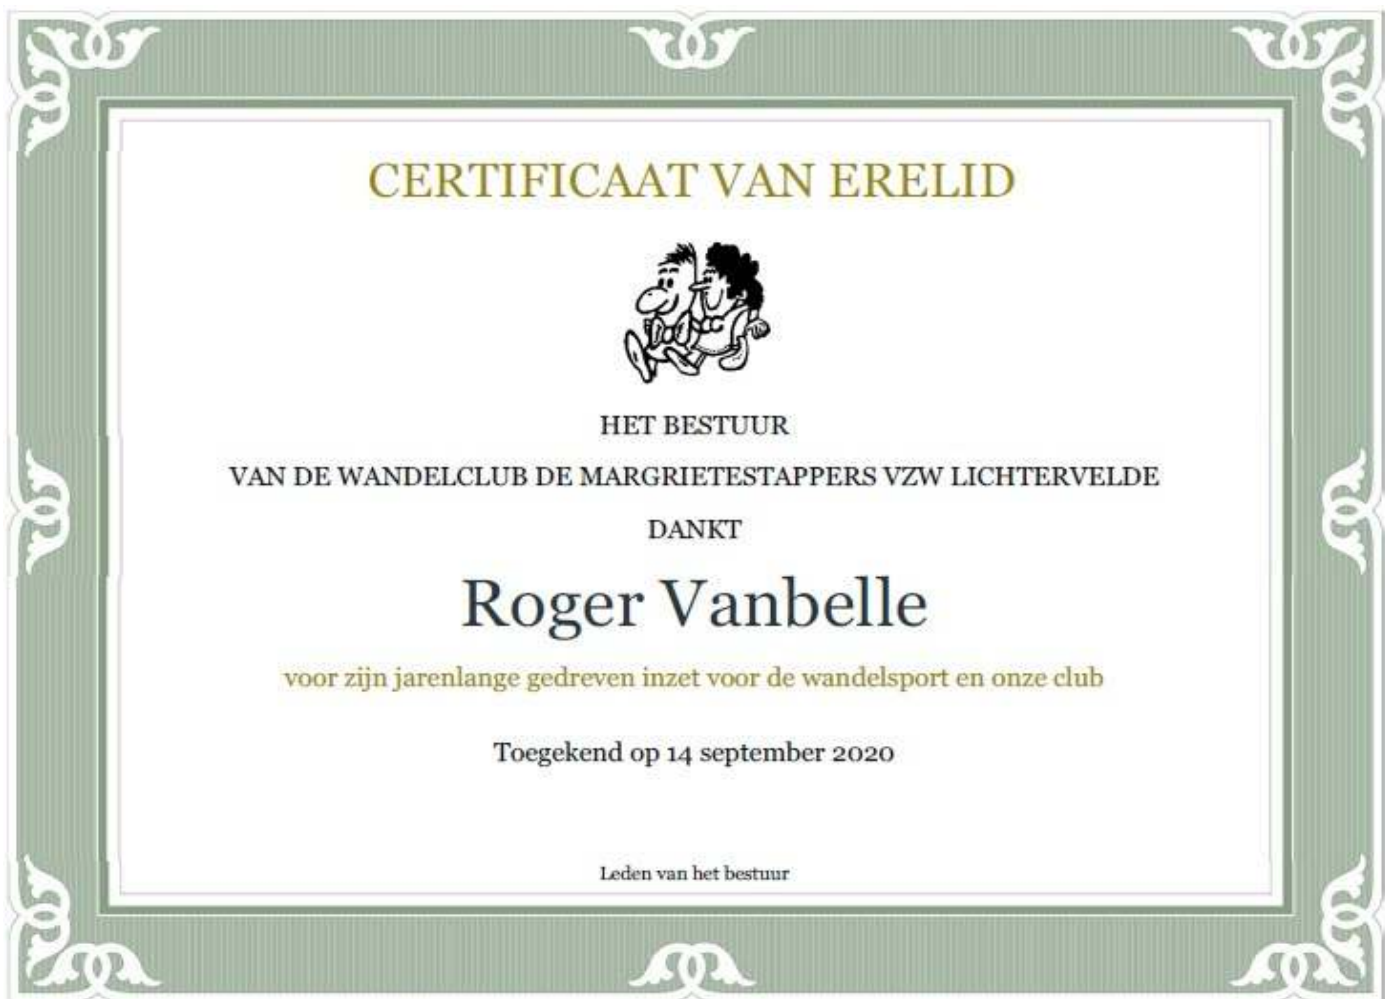 CERTIFICAAT VAN ERELID
HET BESTUUR
VAN DE WANDELCLUB DE MARGRIETESTAPPERS VZW LICHTERVELDE
DANKT
Roger Vanbelle
voor zijn jarenlange gedreven inzet voor de wandelsport en onze club
Toegekend op 14 september 2020
Leden van het bestuur